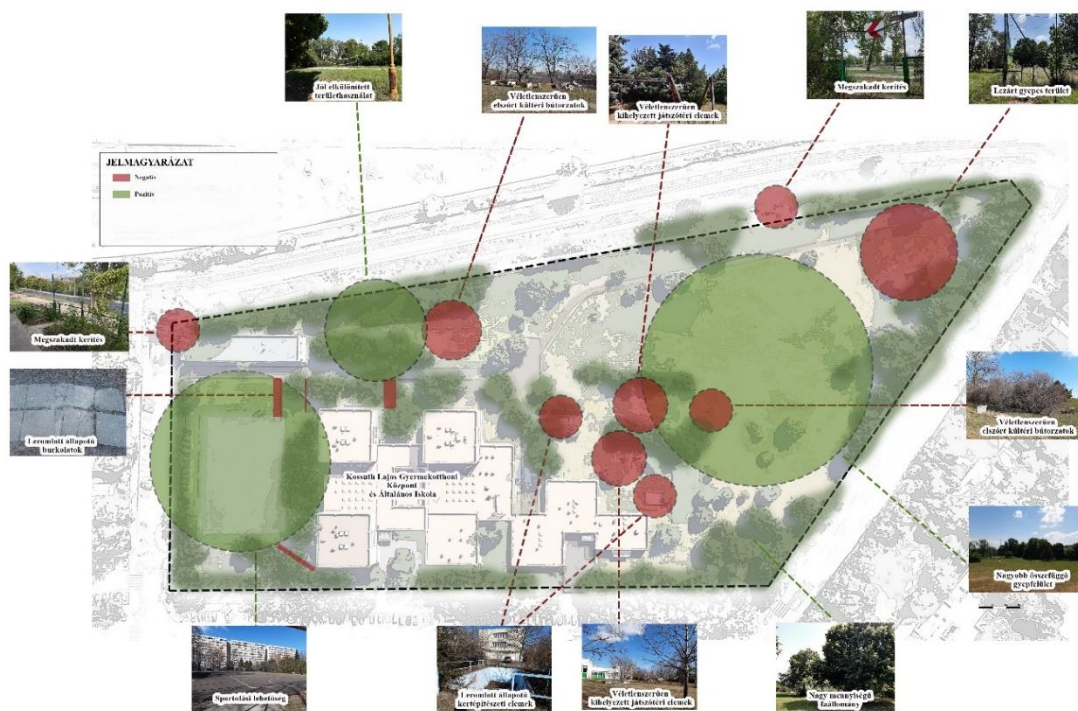 Jól elkülönített
területhasználat
Véletlenszerűen
elszórt kültéri bútorzatok
Véletlenszerűen
kihelyezett játszótéri elemek
Megszakadt kerítés
Lezárt gyepes terület
JELMAGYARÁZAT
Negatív
Pozitív
Megszakadt kerítés
Lerombolt állapotú
burkolatok
Kossuth Lajos Gyermekotthoni
Központ
és Általános Iskola
Véletlenszerűen
elszórt kültéri bútorzatok
Nagyobb összefüggő
gyepfelület
Sportolási lehetőség
Leromlott állapotú
kertépítészeti elemek
Véletlenszerűen
kihelyezett játszótéri elemek
Nagy mennyiségű
faállomány